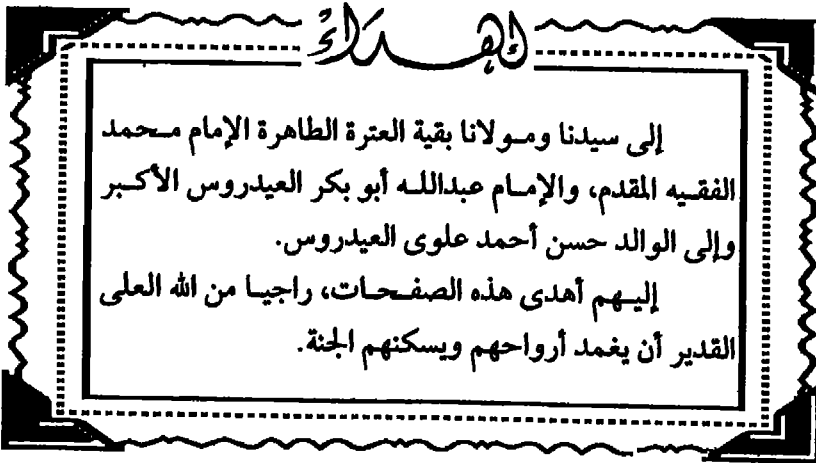 إهداء
إلى سيدنا ومولانا بقية العترة الطاهرة الإمام محمد
الفقيه المقدم، والإمام عبدالله أبو بكر العيدروس الأكبر
وإلى الوالد حسن أحمد علوى العيدروس.
إليهم أهدى هذه الصفحات، راجيا من الله العلى
القدير أن يغمد أرواحهم ويسكنهم الجنة.